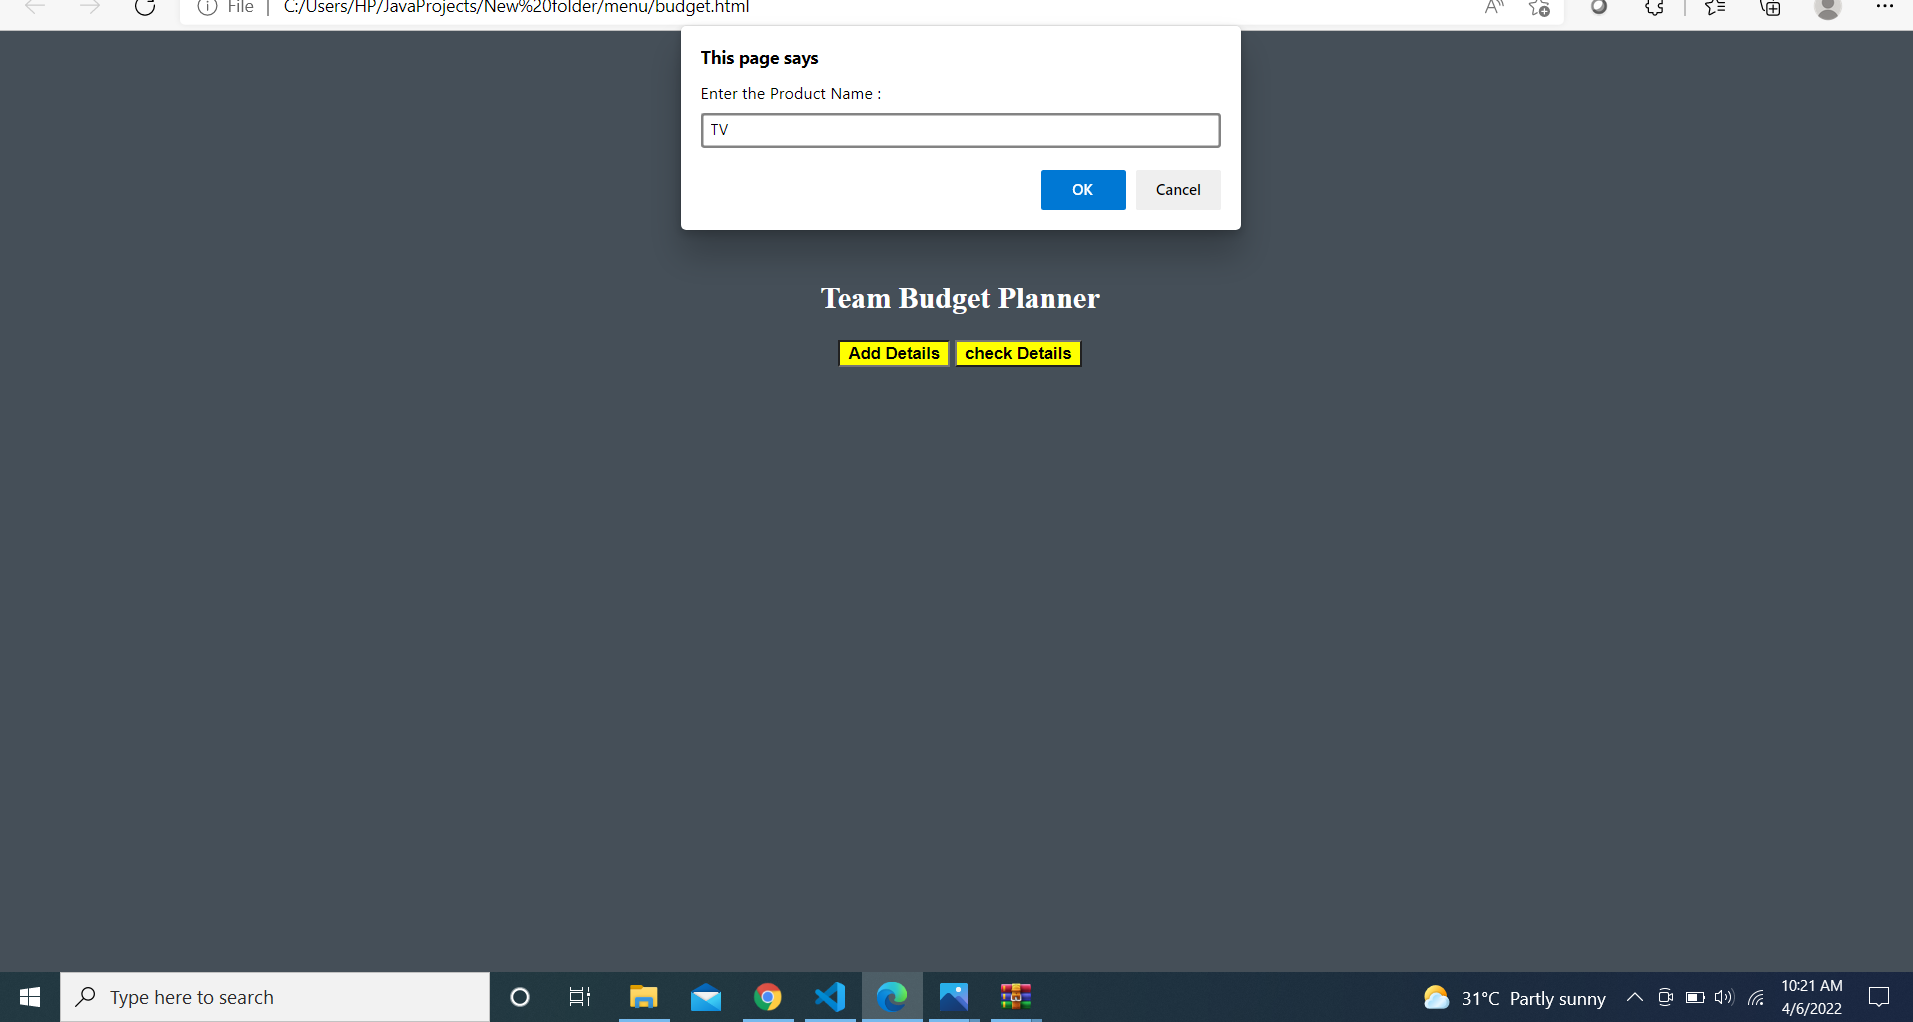 File | C:/Users/HP/JavaProjects/New%20folder/menu/budget.html
This page says
Enter the Product Name :
TV
OK Cancel
Team Budget Planner
Add Details check Details
Type here to search
31°C Partly sunny
10:21 AM
4/6/2022